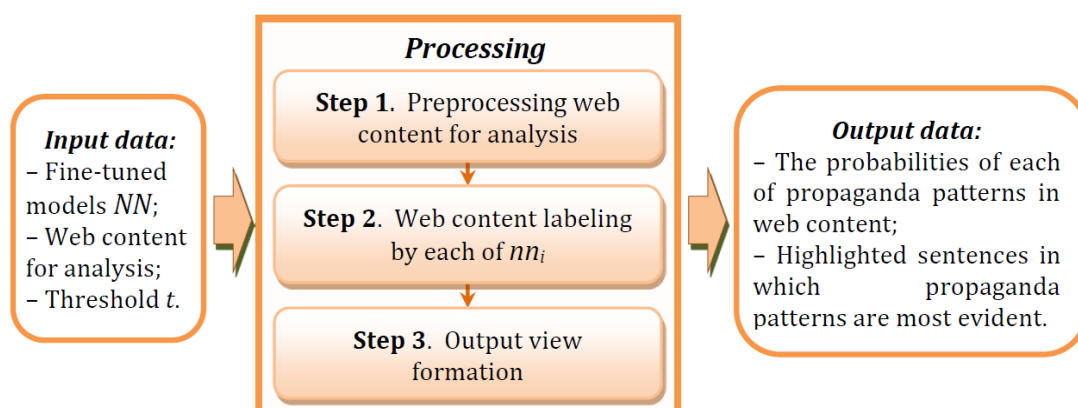 Input data:
– Fine-tuned
models NN;
– Web content
for analysis;
– Threshold t.
Processing
Step 1. Preprocessing web
content for analysis
Step 2. Web content labeling
by each of nnᵢ
Step 3. Output view
formation
Output data:
– The probabilities of each
of propaganda patterns in
web content;
– Highlighted sentences in
which propaganda
patterns are most evident.